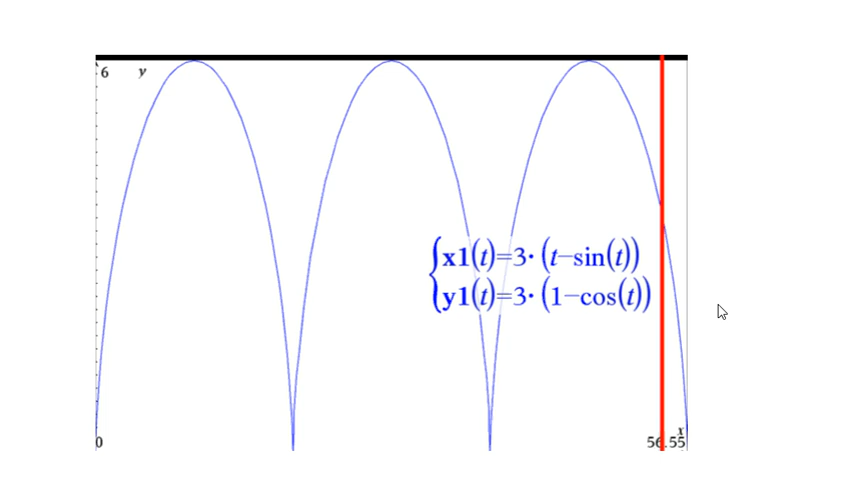 6 y
x1(t)=3·(t−sin(t))
y1(t)=3·(1−cos(t))
x
0 56.55